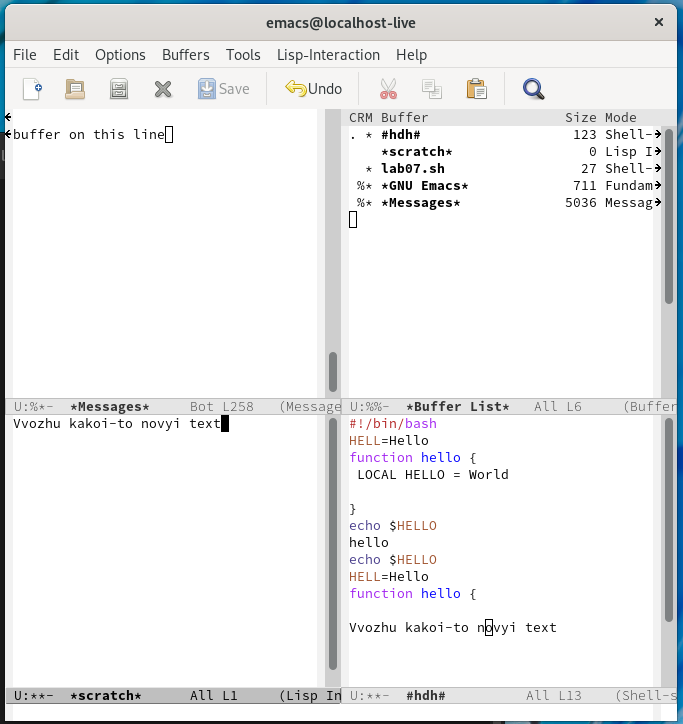 emacs@localhost-live
File Edit Options Buffers Tools Lisp-Interaction Help
Save Undo
buffer on this line
CRM Buffer Size Mode
. * #hdh# 123 Shell-
*scratch* 0 Lisp I
* lab07.sh 27 Shell-
%* *GNU Emacs* 711 Fundam
%* *Messages* 5036 Messag
U:%*- *Messages* Bot L258 (Message
U:%%- *Buffer List* All L6 (Buffer
Vvozhu kakoi-to novyi text
#!/bin/bash
HELL=Hello
function hello {
LOCAL HELLO = World
}
echo $HELLO
hello
echo $HELLO
HELL=Hello
function hello {
Vvozhu kakoi-to novyi text
U:**- *scratch* All L1 (Lisp In
U:**- #hdh# All L13 (Shell-s